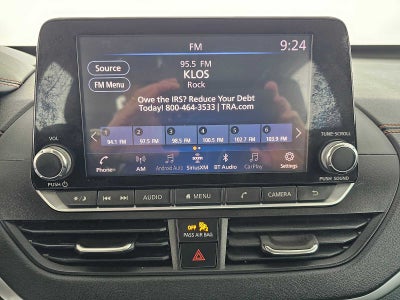 FM
9:24
Source
FM Menu
95.5 FM
KLOS
Rock
Owe the IRS? Reduce Your Debt
Today! 800-464-3533 | TRA.com
1 2 3 4 5 6
94.1 FM 97.5 FM 98.5 FM 100.5 FM 102.7 FM 103.9 FM
Phone AM Android Auto SiriusXM BT Audio CarPlay Settings
VOL
PUSH
TUNE·SCROLL
PUSH SOUND
AUDIO MENU CAMERA
OFF
PASS AIR BAG